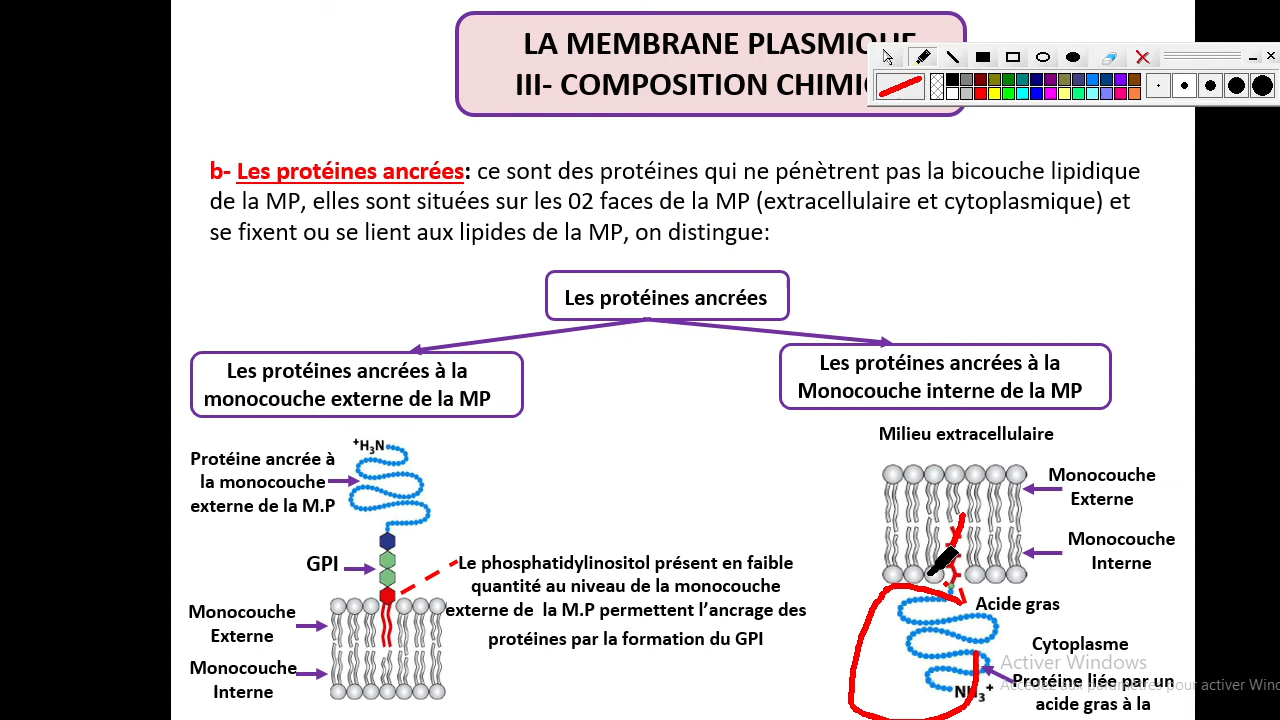 LA MEMBRANE PLASMIQUE
III- COMPOSITION CHIMI
b- Les protéines ancrées: ce sont des protéines qui ne pénètrent pas la bicouche lipidique
de la MP, elles sont situées sur les 02 faces de la MP (extracellulaire et cytoplasmique) et
se fixent ou se lient aux lipides de la MP, on distingue:
Les protéines ancrées
Les protéines ancrées à la
monocouche externe de la MP
Les protéines ancrées à la
Monocouche interne de la MP
⁺H₃N
Protéine ancrée à
la monocouche
externe de la M.P
GPI
Monocouche
Externe
Monocouche
Interne
Le phosphatidylinositol présent en faible
quantité au niveau de la monocouche
externe de la M.P permettent l’ancrage des
protéines par la formation du GPI
Milieu extracellulaire
Monocouche
Externe
Monocouche
Interne
Acide gras
Cytoplasme
Protéine liée par un
acide gras à la
NH₃⁺
Activer Windows
Accédez aux paramètres pour activer Wind